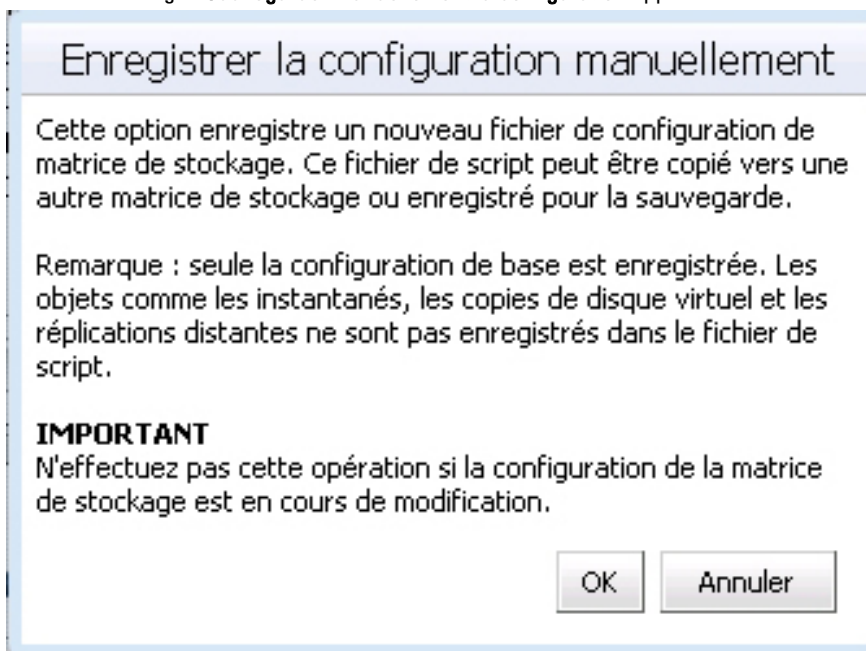 Enregistrer la configuration manuellement
Cette option enregistre un nouveau fichier de configuration de
matrice de stockage. Ce fichier de script peut être copié vers une
autre matrice de stockage ou enregistré pour la sauvegarde.
Remarque : seule la configuration de base est enregistrée. Les
objets comme les instantanés, les copies de disque virtuel et les
réplications distantes ne sont pas enregistrés dans le fichier de
script.
IMPORTANT
N'effectuez pas cette opération si la configuration de la matrice
de stockage est en cours de modification.
OK Annuler